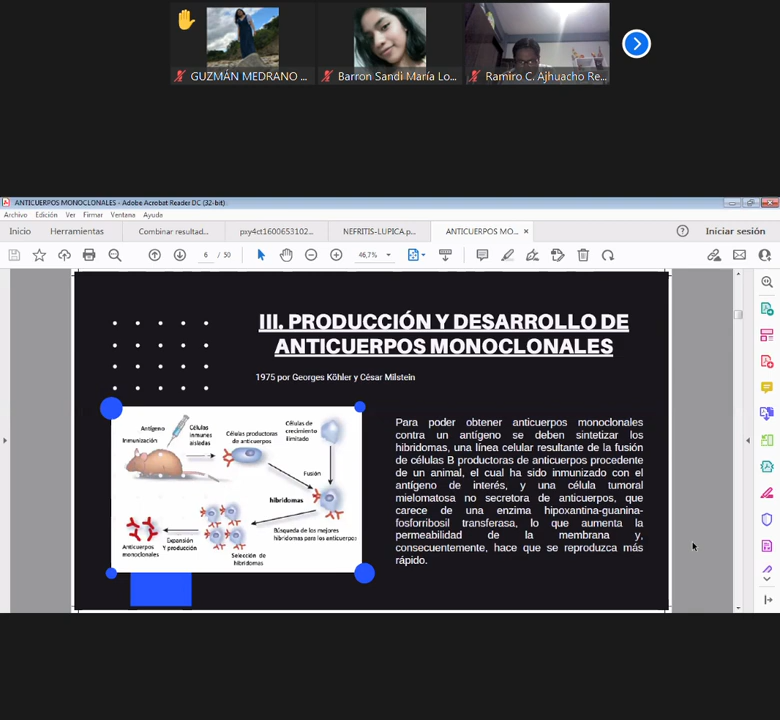 GUZMÁN MEDRANO ...
Barron Sandi María Lo...
Ramiro C. Ajhuacho Re...
ANTICUERPOS MONOCLONALES - Adobe Acrobat Reader DC (32-bit)
Archivo Edición Ver Firmar Ventana Ayuda
Inicio Herramientas Combinar resultad... psy4ct1600653102... NEFRITIS-LUPICA.p... ANTICUERPOS MO... × Iniciar sesión
6 / 30 46,7%
III. PRODUCCIÓN Y DESARROLLO DE
ANTICUERPOS MONOCLONALES
1975 por Georges Köhler y César Milstein
Antígeno
Inmunización
Células
inmunes
aisladas
Células productoras
de anticuerpos
Células de
crecimiento
ilimitado
Fusión
hibridomas
Búsqueda de los mejores
hibridomas para los anticuerpos
Selección de
hibridomas
Expansión
Y producción
Anticuerpos
monoclonales
Para poder obtener anticuerpos monoclonales
contra un antígeno se deben sintetizar los
hibridomas, una línea celular resultante de la fusión
de células B productoras de anticuerpos procedente
de un animal, el cual ha sido inmunizado con el
antígeno de interés, y una célula tumoral
mielomatosa no secretora de anticuerpos, que
carece de una enzima hipoxantina-guanina-
fosforribosil transferasa, lo que aumenta la
permeabilidad de la membrana y,
consecuentemente, hace que se reproduzca más
rápido.